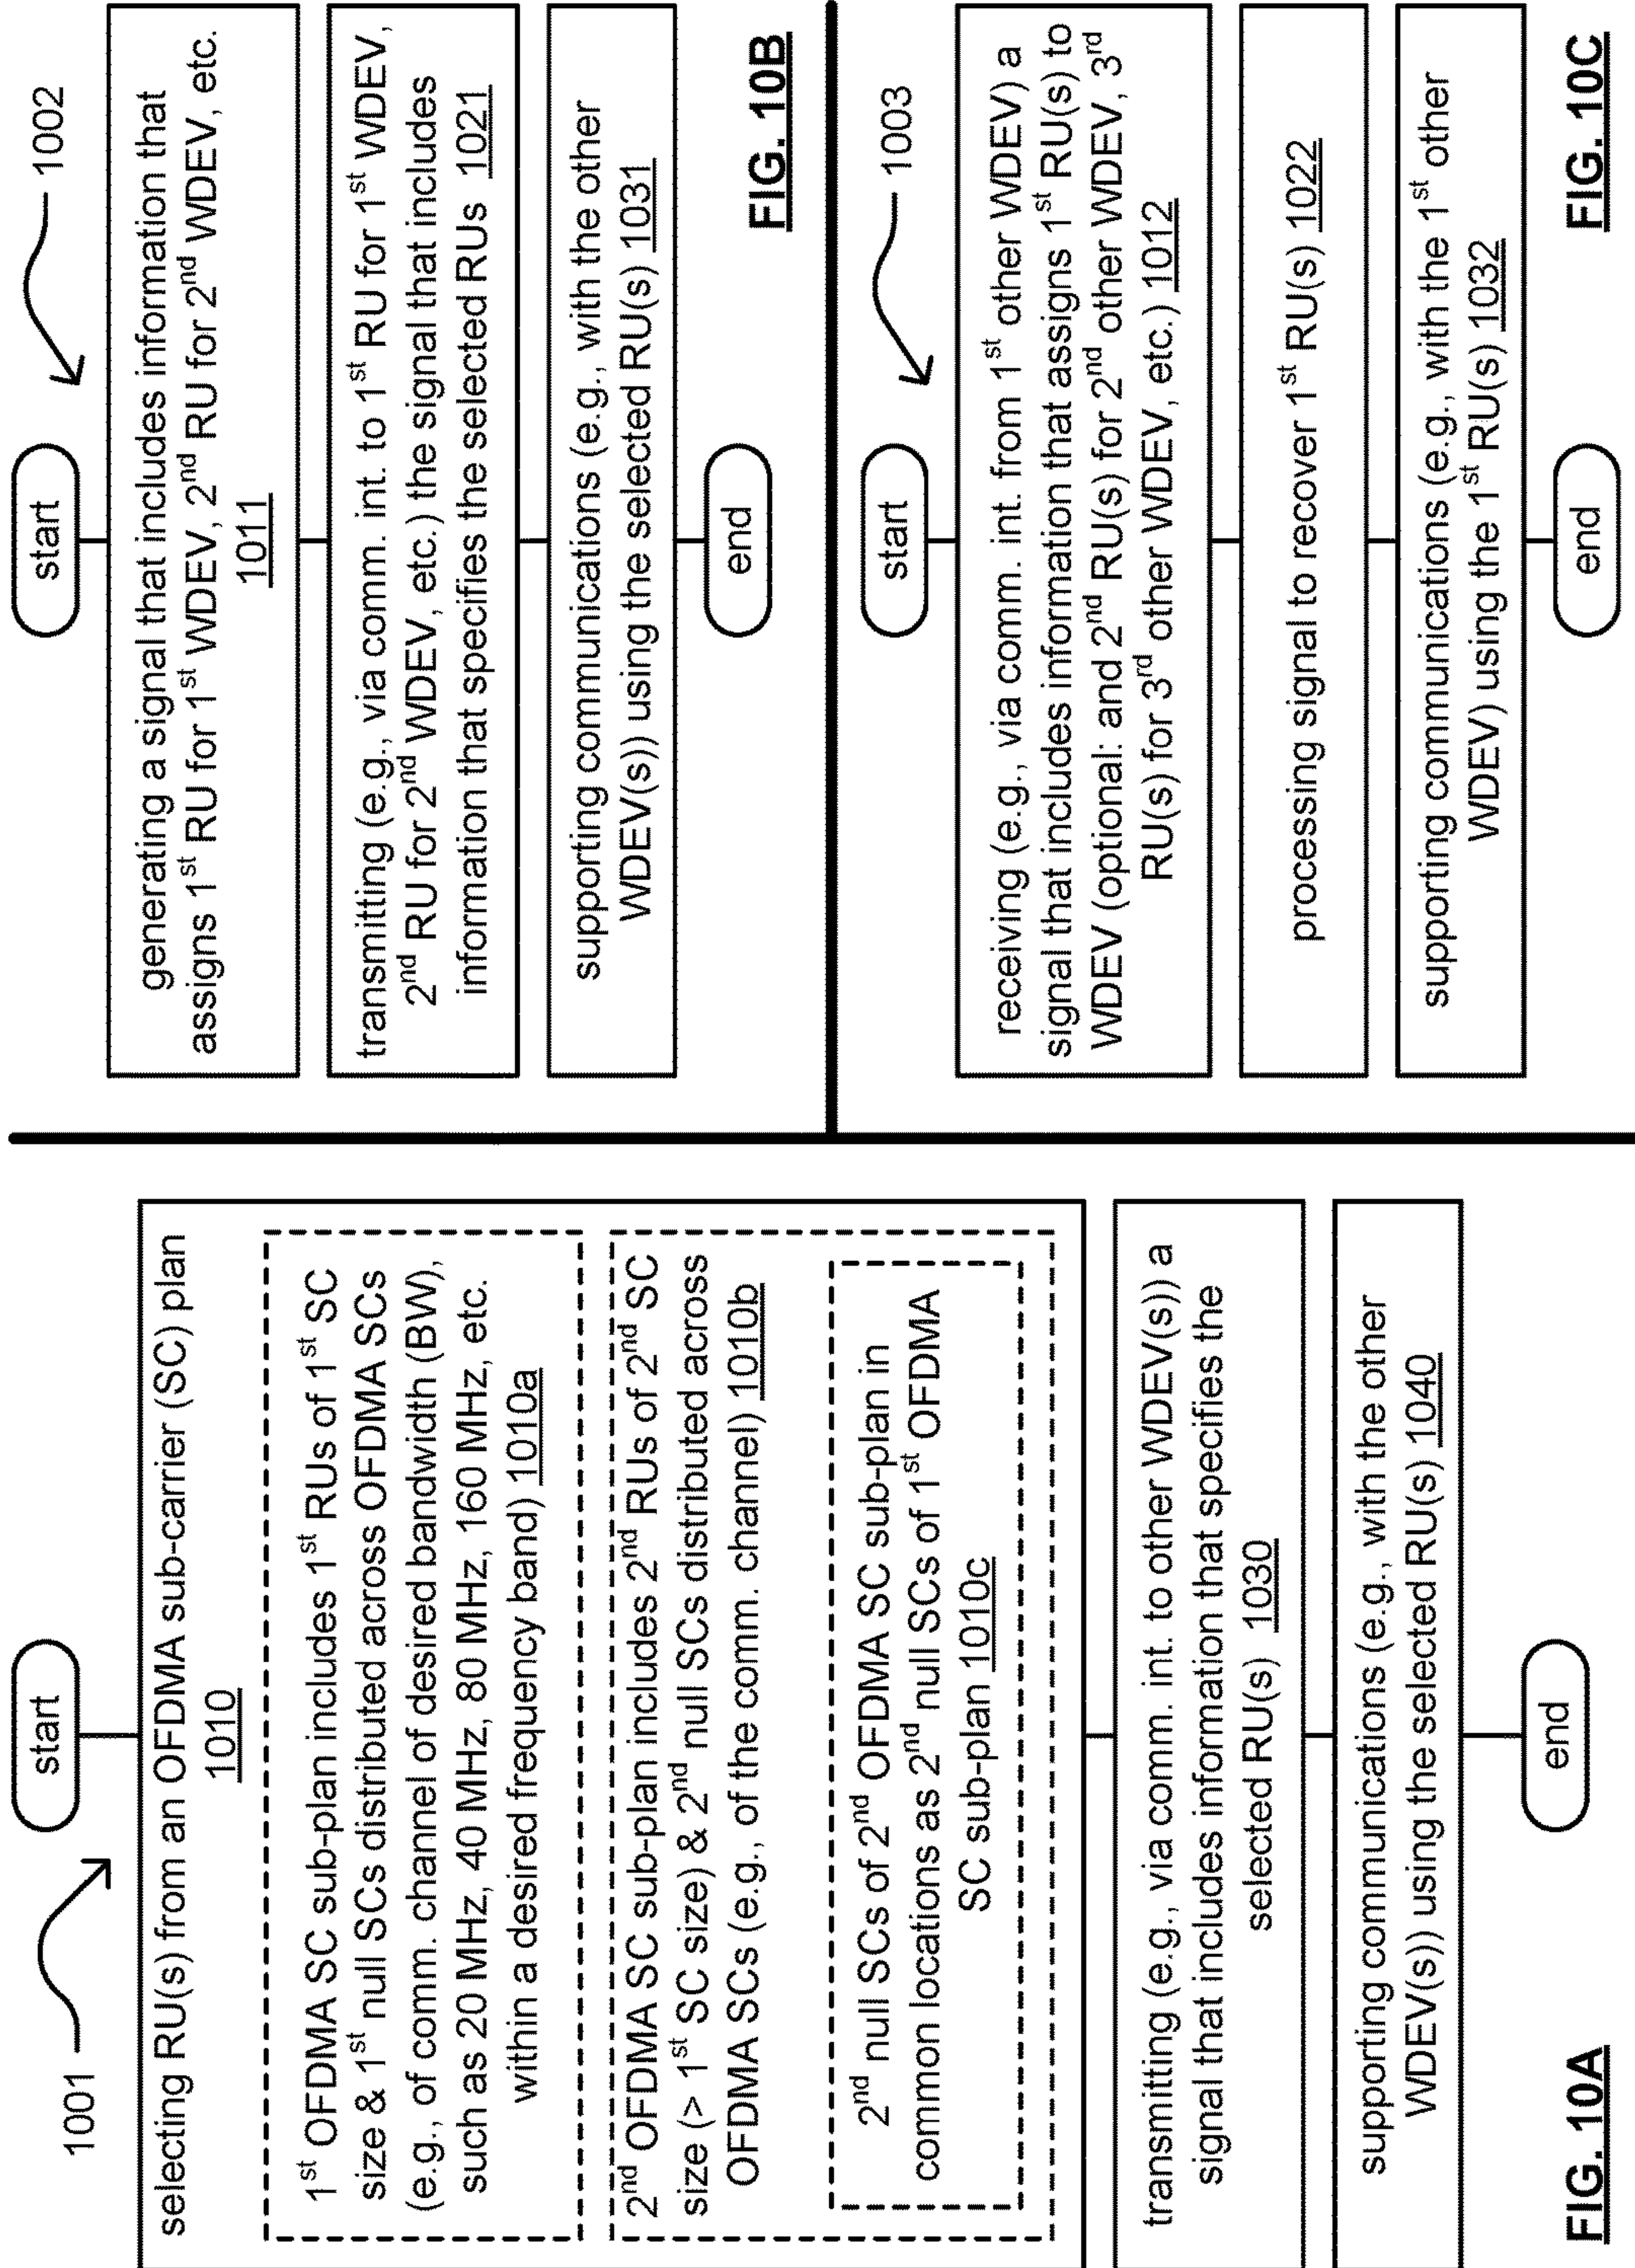 1001
start
selecting RU(s) from an OFDMA sub-carrier (SC) plan
1010
1st OFDMA SC sub-plan includes 1st RUs of 1st SC
size & 1st null SCs distributed across OFDMA SCs
(e.g., of comm. channel of desired bandwidth (BW),
such as 20 MHz, 40 MHz, 80 MHz, 160 MHz, etc.
within a desired frequency band) 1010a
2nd OFDMA SC sub-plan includes 2nd RUs of 2nd SC
size (> 1st SC size) & 2nd null SCs distributed across
OFDMA SCs (e.g., of the comm. channel) 1010b
2nd null SCs of 2nd OFDMA SC sub-plan in
common locations as 2nd null SCs of 1st OFDMA
SC sub-plan 1010c
transmitting (e.g., via comm. int. to other WDEV(s)) a
signal that includes information that specifies the
selected RU(s) 1030
supporting communications (e.g., with the other
WDEV(s)) using the selected RU(s) 1040
end
FIG. 10A
start
1002
generating a signal that includes information that
assigns 1st RU for 1st WDEV, 2nd RU for 2nd WDEV, etc.
1011
transmitting (e.g., via comm. int. to 1st RU for 1st WDEV,
2nd RU for 2nd WDEV, etc.) the signal that includes
information that specifies the selected RUs 1021
supporting communications (e.g., with the other
WDEV(s)) using the selected RU(s) 1031
end
FIG. 10B
start
1003
receiving (e.g., via comm. int. from 1st other WDEV) a
signal that includes information that assigns 1st RU(s) to
WDEV (optional: and 2nd RU(s) for 2nd other WDEV, 3rd
RU(s) for 3rd other WDEV, etc.) 1012
processing signal to recover 1st RU(s) 1022
supporting communications (e.g., with the 1st other
WDEV) using the 1st RU(s) 1032
end
FIG. 10C